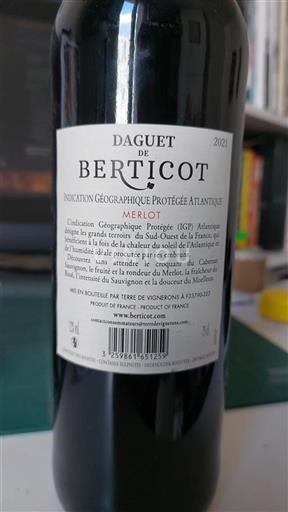 DAGUET
DE
2021
BERTICOT
INDICATION GÉOGRAPHIQUE PROTÉGÉE ATLANTIQUE
MERLOT
L'indication Géographique Protégée (IGP) Atlantique
désigne les grands terroirs du Sud-Ouest de la France, qui
bénéficient à la fois de la chaleur du soleil de l'Atlantique et
de l'humidité idéale
Découvrez sans attendre le croquant du Cabernet
Sauvignon, le fruité et la rondeur du Merlot, la fraîcheur du
Rosé, l'intensité du Sauvignon et la douceur du Moelleux.
MIS EN BOUTEILLE PAR TERRE DE VIGNERONS À F33790-225
PRODUIT DE FRANCE - PRODUCT OF FRANCE
www.berticot.com
3 259861 651259